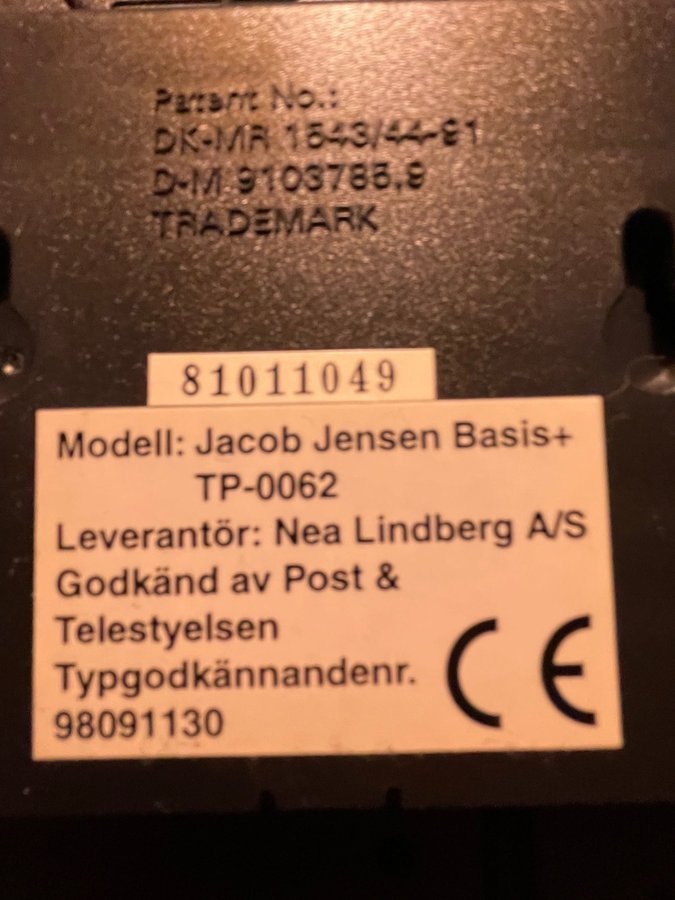 Patent No.:
DK-MR 1543/44-91
D-M 9103785.9
TRADEMARK
81011049
Modell: Jacob Jensen Basis+
TP-0062
Leverantör: Nea Lindberg A/S
Godkänd av Post &
Telestyelsen
Typgodkännandenr.
98091130
CE